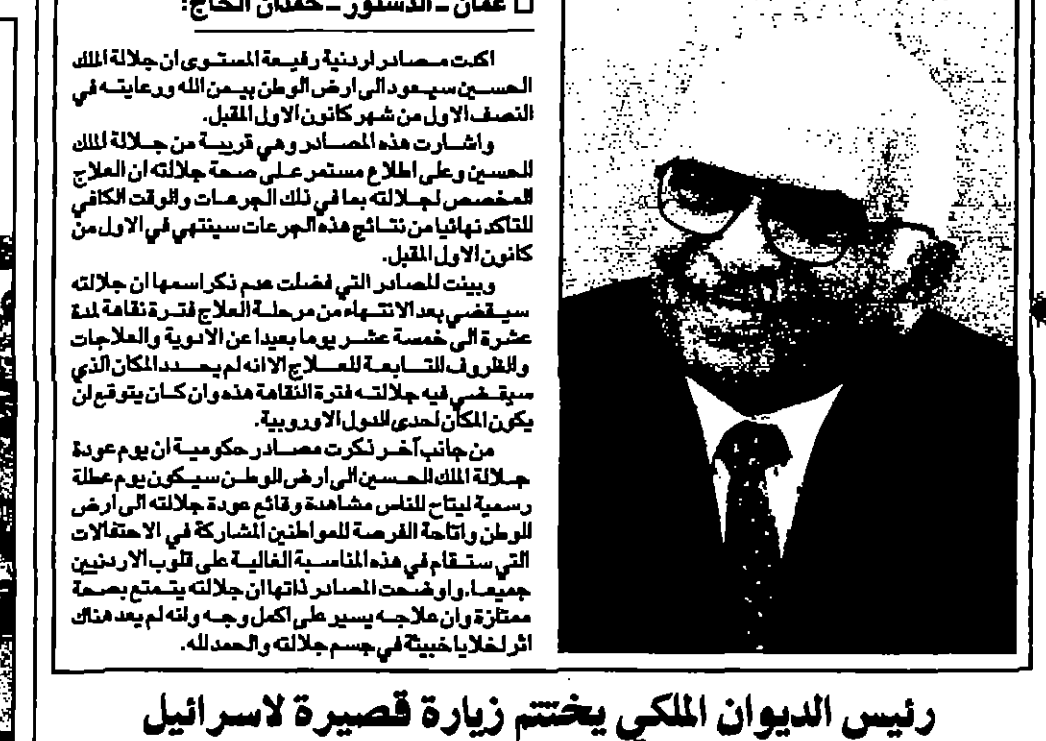 □ عمان ـ الدستور ـ حمدان الحاج:
اكدت مصادر اردنية رفيعة المستوى ان جلالة الملك
الحسين سيعود الى ارض الوطن بيمن الله ورعايته في
النصف الاول من شهر كانون الاول المقبل.
واشارت هذه المصادر وهي قريبة من جلالة الملك
الحسين وعلى اطلاع مستمر على صحة جلالته ان العلاج
المخصص لجلالته بما في ذلك الجرعات والوقت الكافي
للتاكد نهائيا من نتائج هذه الجرعات سينتهي في الاول من
كانون الاول المقبل.
وبينت المصادر التي فضلت عدم ذكر اسمها ان جلالته
سيقضي بعد الانتهاء من مرحلة العلاج فترة نقاهة لمدة
عشرة الى خمسة عشر يوما بعيدا عن الادوية والعلاجات
والظروف التابعة للعلاج الا انه لم يحدد المكان الذي
سيقضي فيه جلالته فترة النقاهة هذه وان كان يتوقع ان
يكون المكان احدى الدول الاوروبية.
من جانب آخر ذكرت مصادر حكومية ان يوم عودة
جلالة الملك الحسين الى ارض الوطن سيكون يوم عطلة
رسمية ليتاح للناس مشاهدة وقائع عودة جلالته الى ارض
الوطن واتاحة الفرصة للمواطنين المشاركة في الاحتفالات
التي ستقام في هذه المناسبة الغالية على قلوب الاردنيين
جميعا. واوضحت المصادر ذاتها ان جلالته يتمتع بصحة
ممتازة وان علاجه يسير على اكمل وجه وانه لم يعد هناك
اثر لخلايا خبيثة في جسم جلالته والحمد لله.
رئيس الديوان الملكي يختتم زيارة قصيرة لاسرائيل